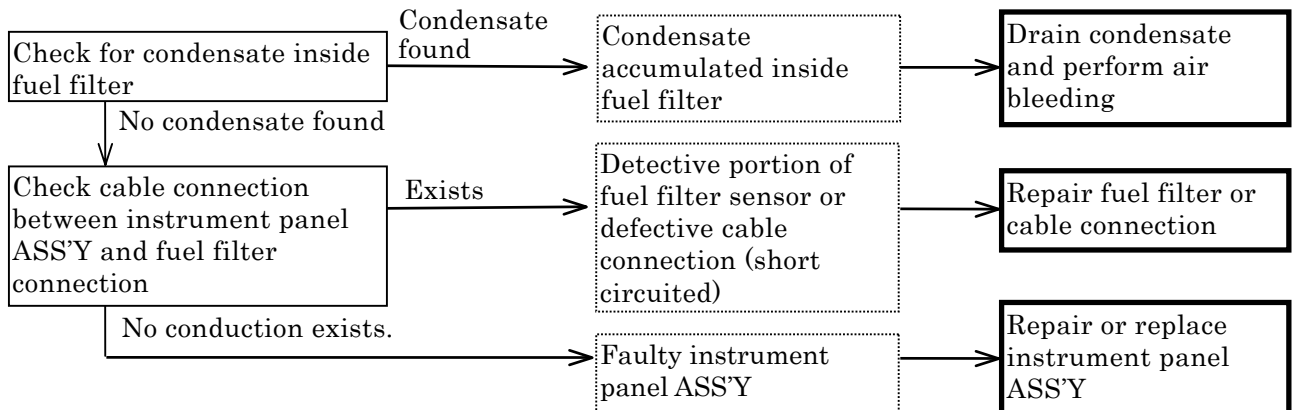 Check for condensate inside
fuel filter
Condensate
found
Condensate
accumulated inside
fuel filter
Drain condensate
and perform air
bleeding
No condensate found
Check cable connection
between instrument panel
ASS’Y and fuel filter
connection
Exists
Detective portion of
fuel filter sensor or
defective cable
connection (short
circuited)
Repair fuel filter or
cable connection
No conduction exists.
Faulty instrument
panel ASS’Y
Repair or replace
instrument panel
ASS’Y